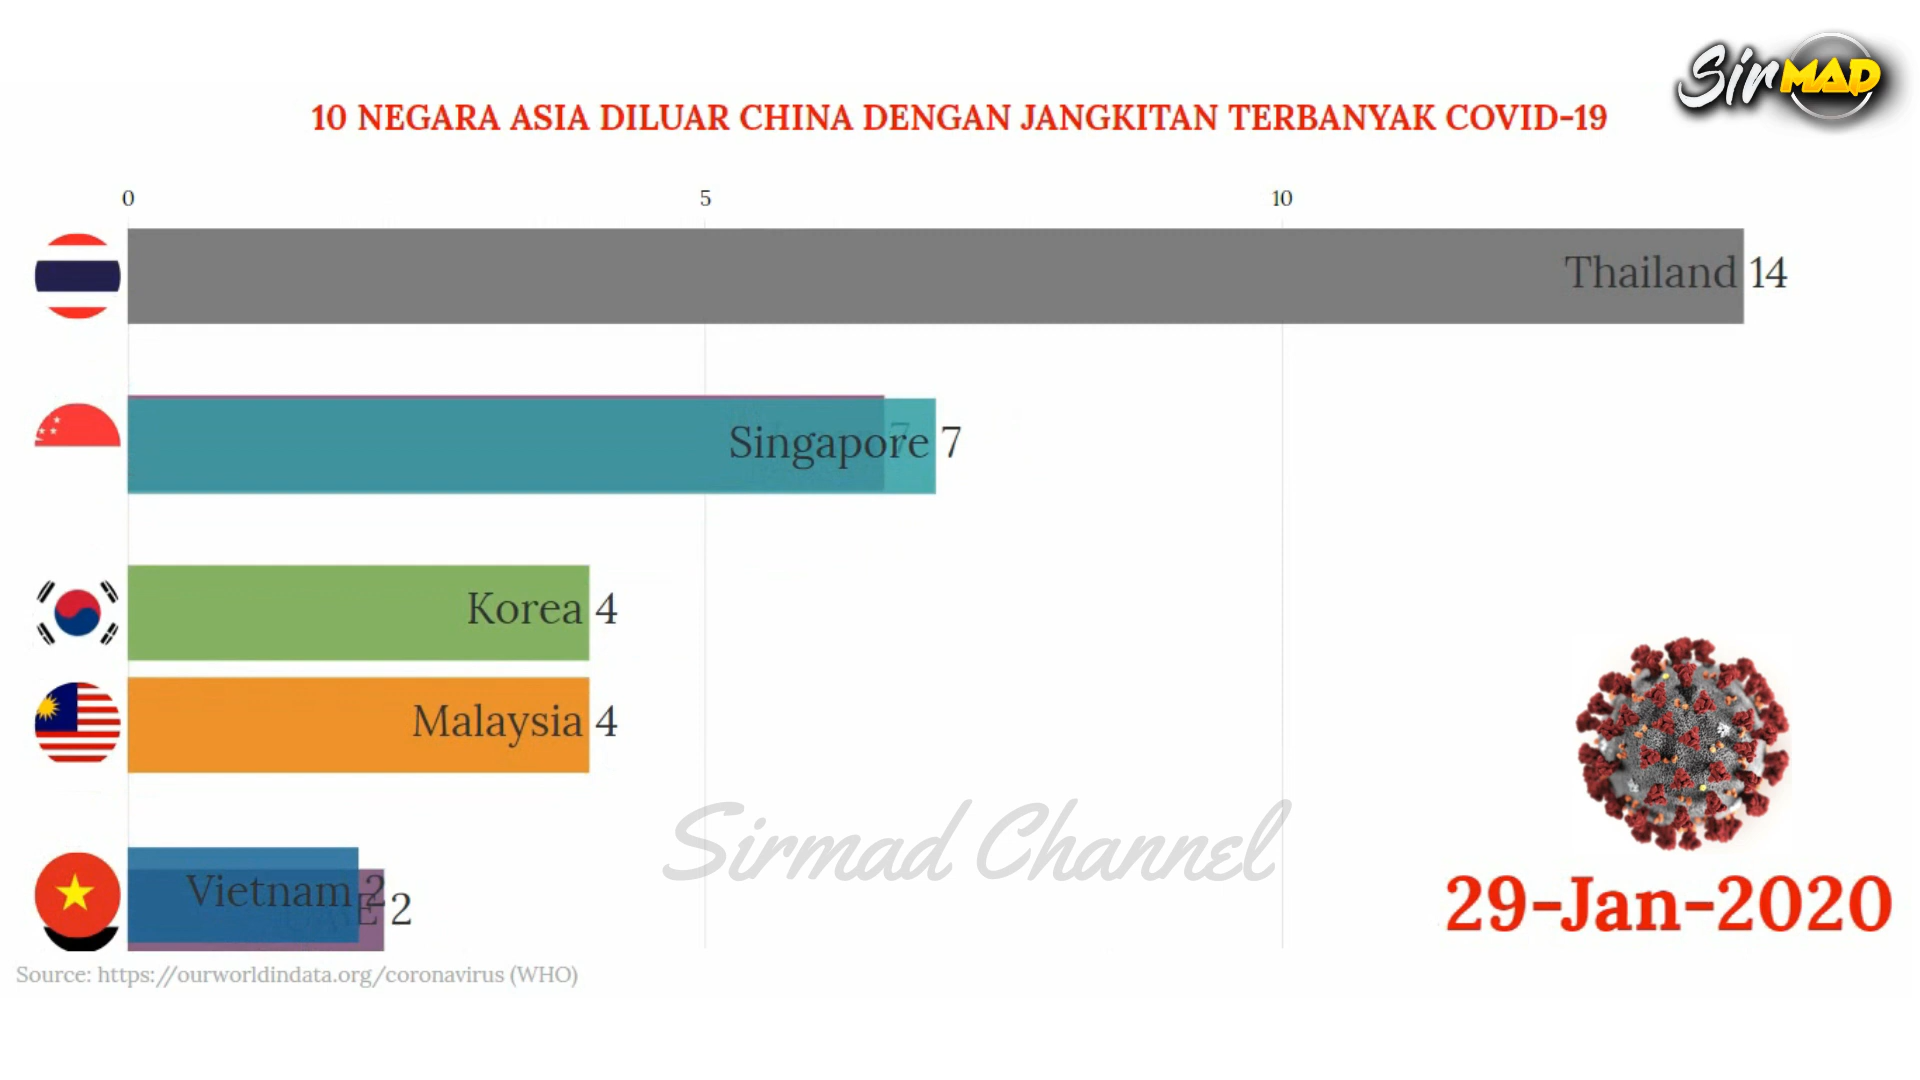 SirMAD
10 NEGARA ASIA DILUAR CHINA DENGAN JANGKITAN TERBANYAK COVID-19
0 5 10
Thailand 14
Singapore 7
7
Korea 4
Malaysia 4
Sirmad Channel
Vietnam 2
2
29-Jan-2020
Source: https://ourworldindata.org/coronavirus (WHO)